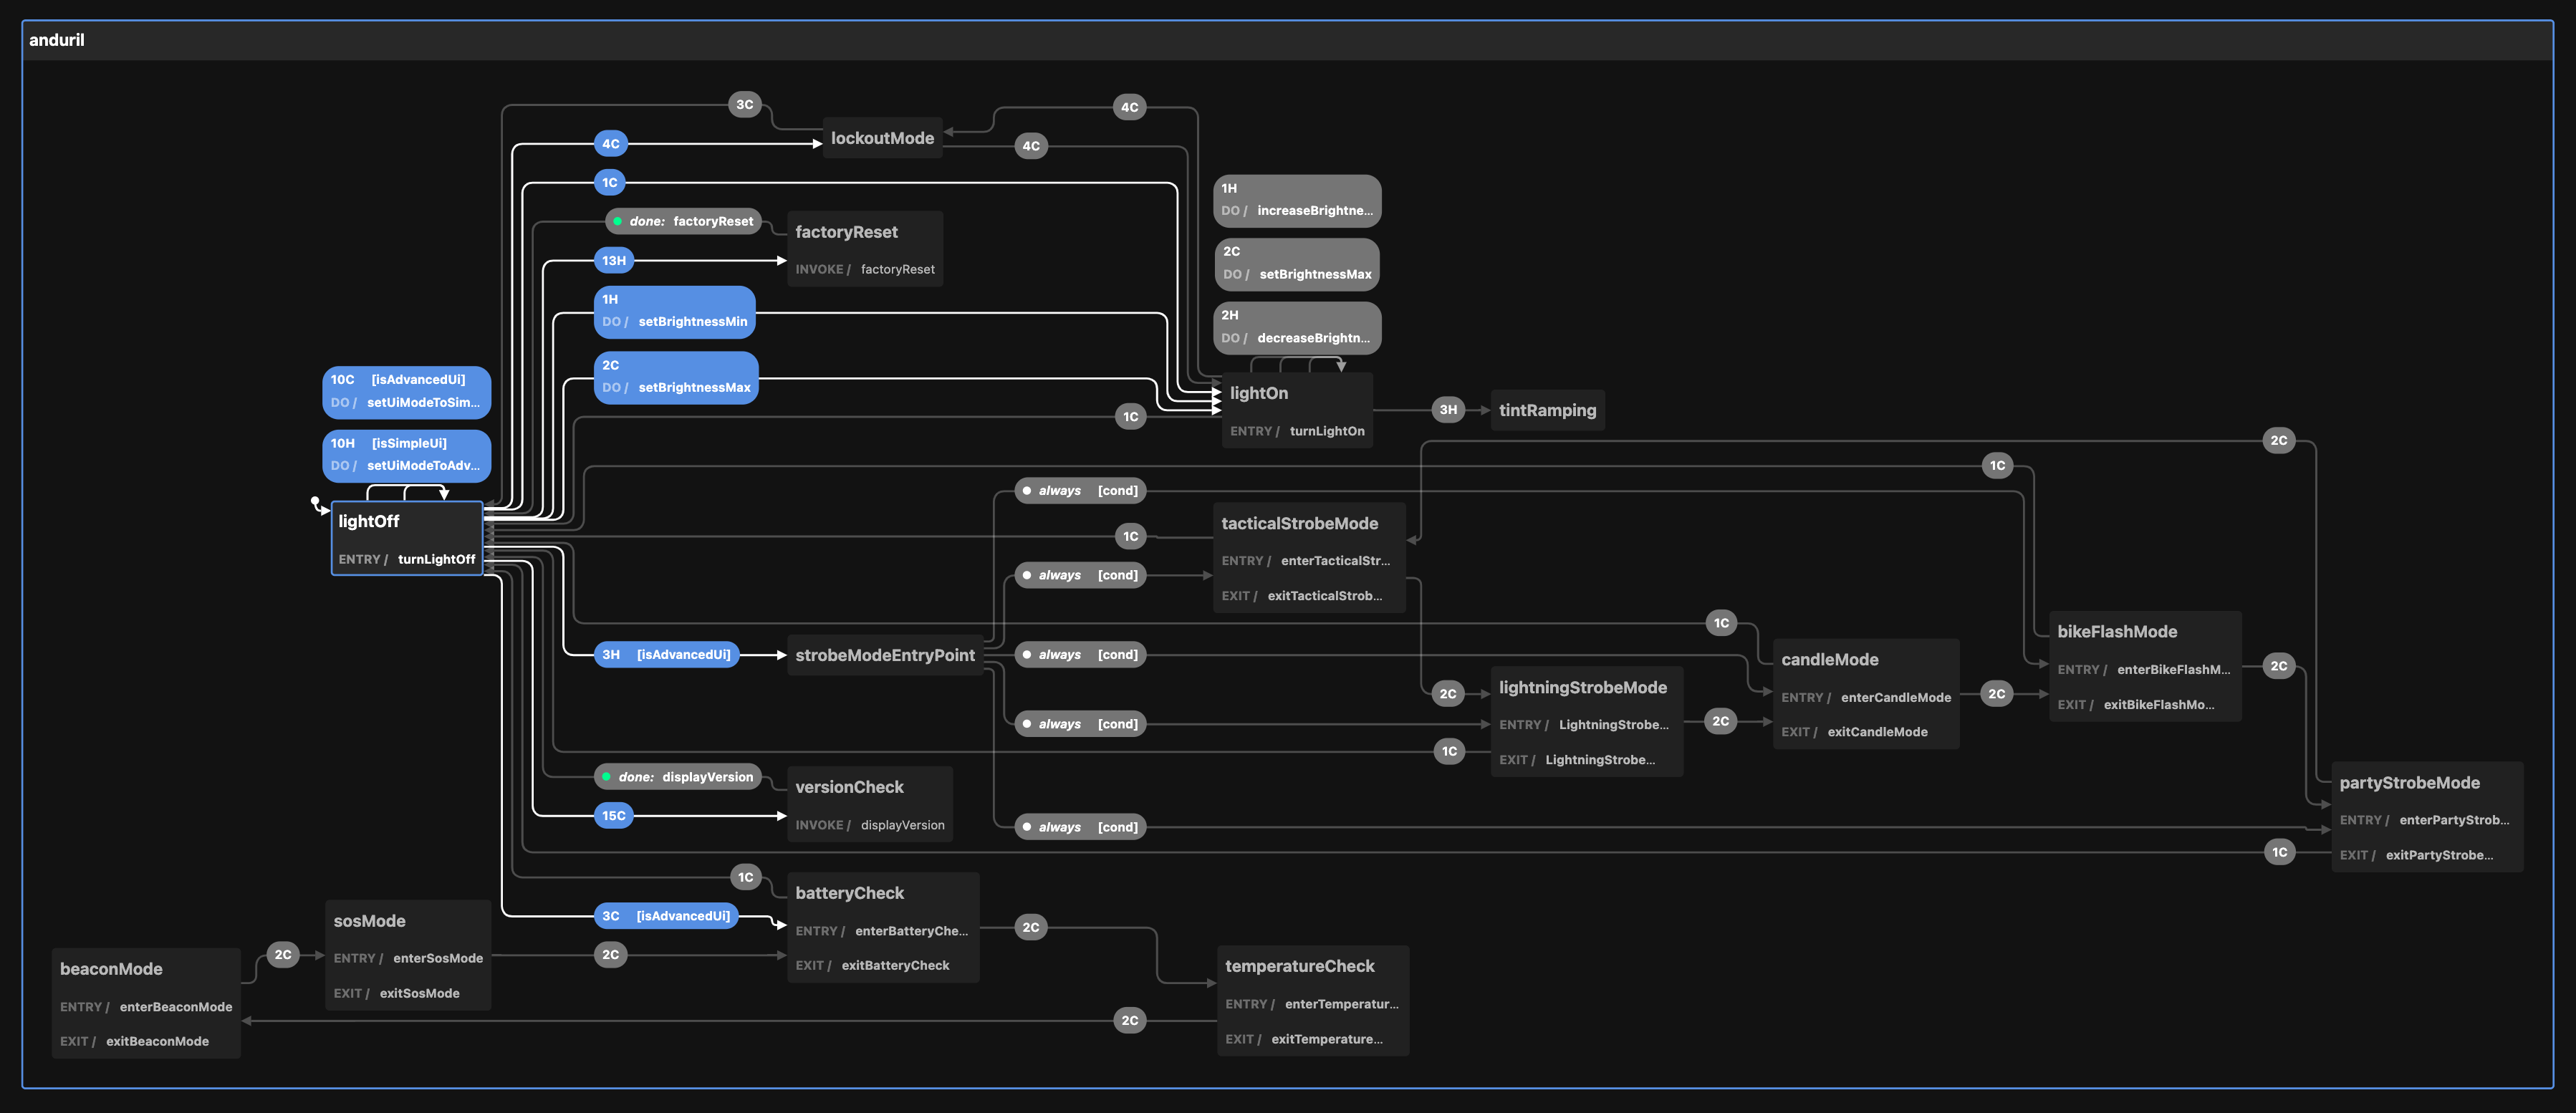 anduril
3C
4C
lockoutMode
4C
4C
1C
done: factoryReset
factoryReset
13H
INVOKE / factoryReset
1H
DO / increaseBrightne...
2C
DO / setBrightnessMax
2H
DO / decreaseBrightn...
1H
DO / setBrightnessMin
2C
DO / setBrightnessMax
lightOn
ENTRY / turnLightOn
1C
3H
tintRamping
10C [isAdvancedUi]
DO / setUiModeToSim...
10H [isSimpleUi]
DO / setUiModeToAdv...
lightOff
ENTRY / turnLightOff
2C
1C
always [cond]
tacticalStrobeMode
ENTRY / enterTacticalStr...
EXIT / exitTacticalStrob...
1C
always [cond]
1C
3H [isAdvancedUi]
strobeModeEntryPoint
always [cond]
lightningStrobeMode
ENTRY / LightningStrobe...
EXIT / LightningStrobe...
2C
always [cond]
1C
2C
candleMode
ENTRY / enterCandleMode
EXIT / exitCandleMode
2C
bikeFlashMode
ENTRY / enterBikeFlashM...
EXIT / exitBikeFlashMo...
2C
done: displayVersion
versionCheck
15C
INVOKE / displayVersion
always [cond]
partyStrobeMode
ENTRY / enterPartyStrob...
EXIT / exitPartyStrobe...
1C
1C
batteryCheck
3C [isAdvancedUi]
ENTRY / enterBatteryChe...
EXIT / exitBatteryCheck
2C
sosMode
ENTRY / enterSosMode
EXIT / exitSosMode
2C
2C
beaconMode
ENTRY / enterBeaconMode
EXIT / exitBeaconMode
temperatureCheck
ENTRY / enterTemperatur...
EXIT / exitTemperature...
2C